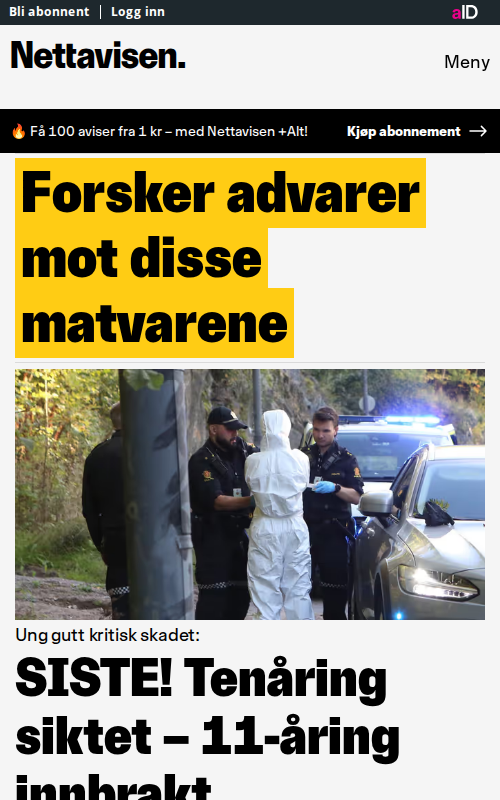 Bli abonnent | Logg inn
aID
Nettavisen.
Meny
🔥 Få 100 aviser fra 1 kr – med Nettavisen +Alt!
Kjøp abonnement →
Forsker advarer
mot disse
matvarene
Ung gutt kritisk skadet:
SISTE! Tenåring
siktet – 11-åring
innbrakt